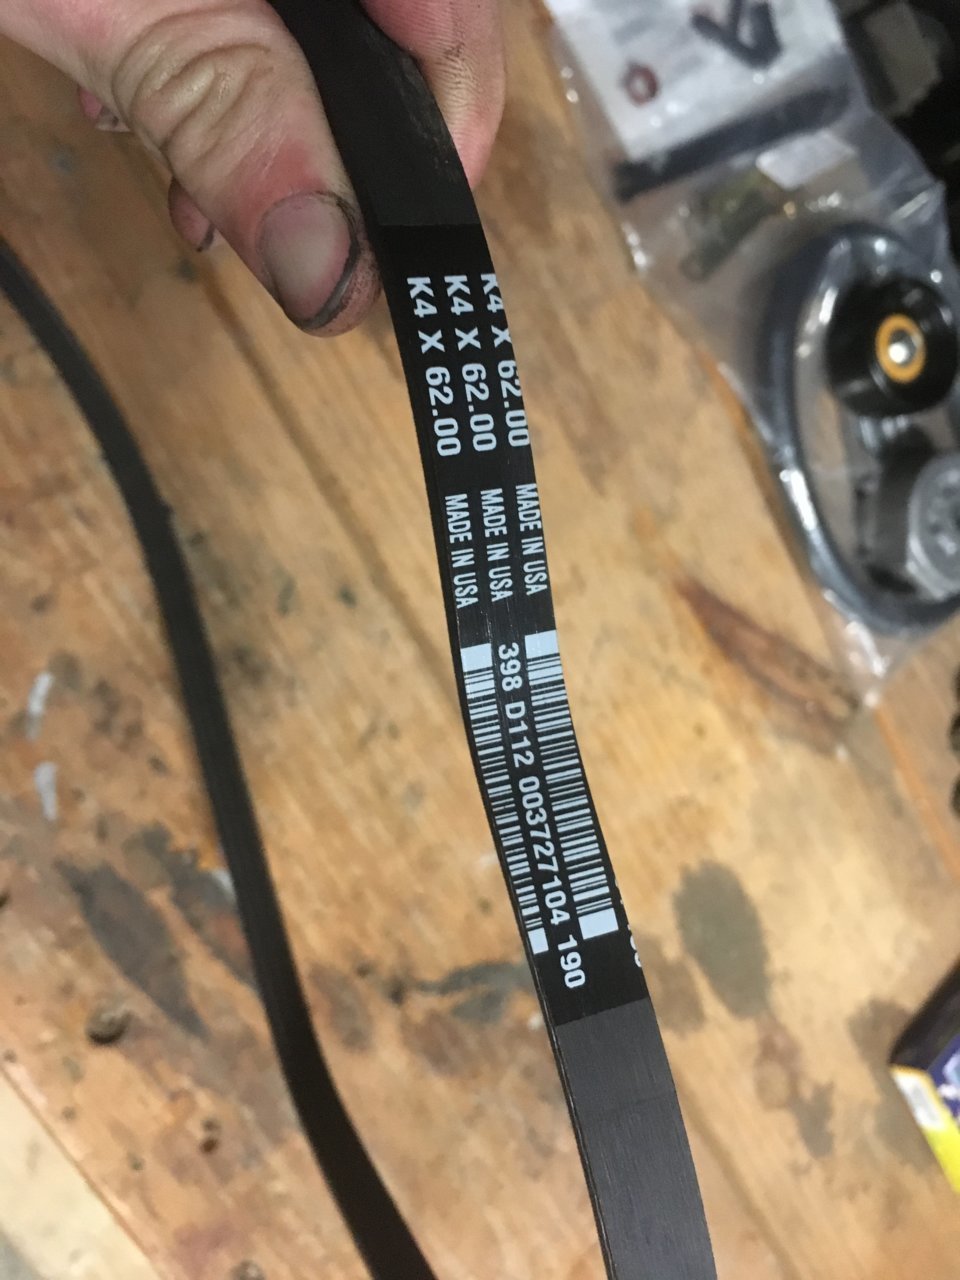 K4 X 62.00 MADE IN USA
K4 X 62.00 MADE IN USA
398 D112 003727104 190
K4 X 62.00 MADE IN USA